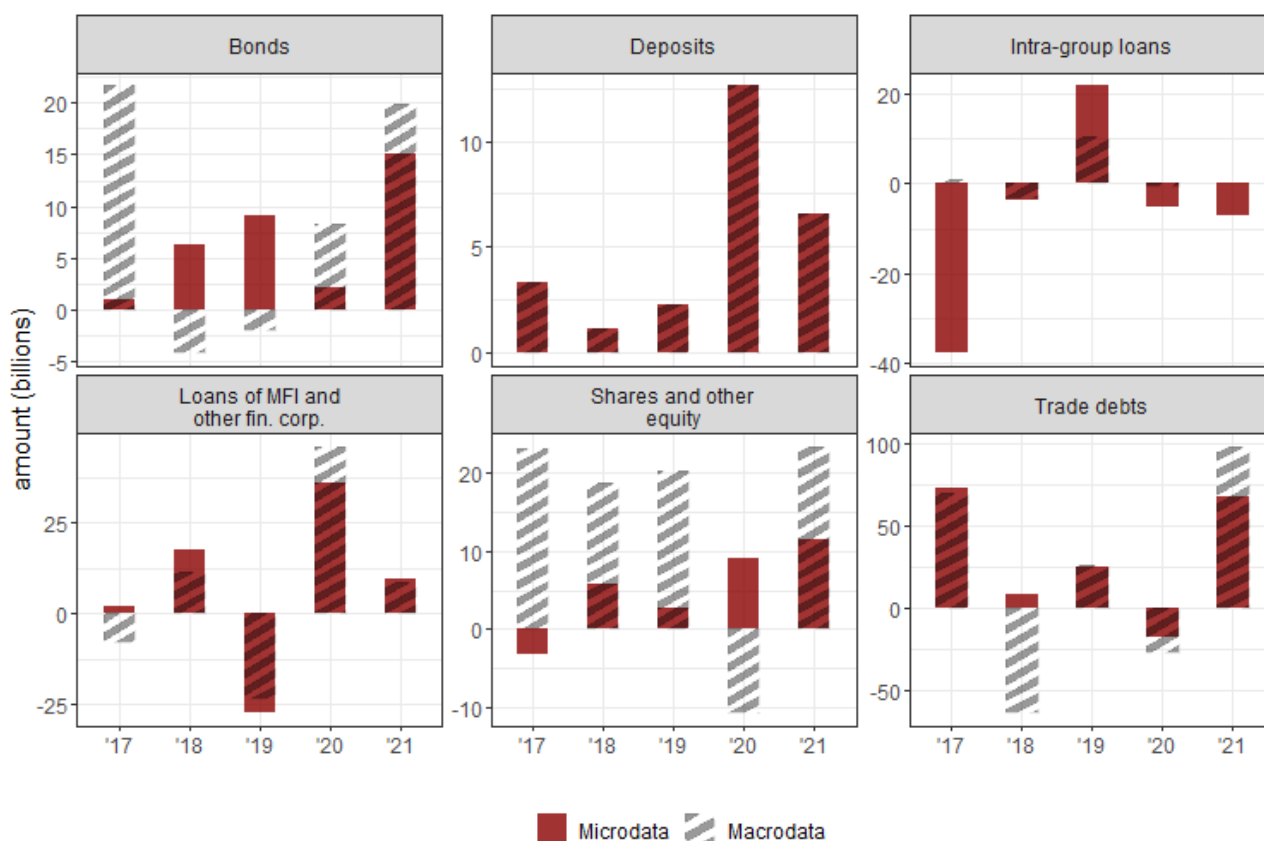 Bonds
Deposits
Intra-group loans
20
15
10
5
0
-5
10
5
0
20
0
-20
-40
amount (billions)
Loans of MFI and
other fin. corp.
Shares and other
equity
Trade debts
25
0
-25
20
10
0
-10
100
50
0
-50
'17 '18 '19 '20 '21
'17 '18 '19 '20 '21
'17 '18 '19 '20 '21
Microdata Macrodata